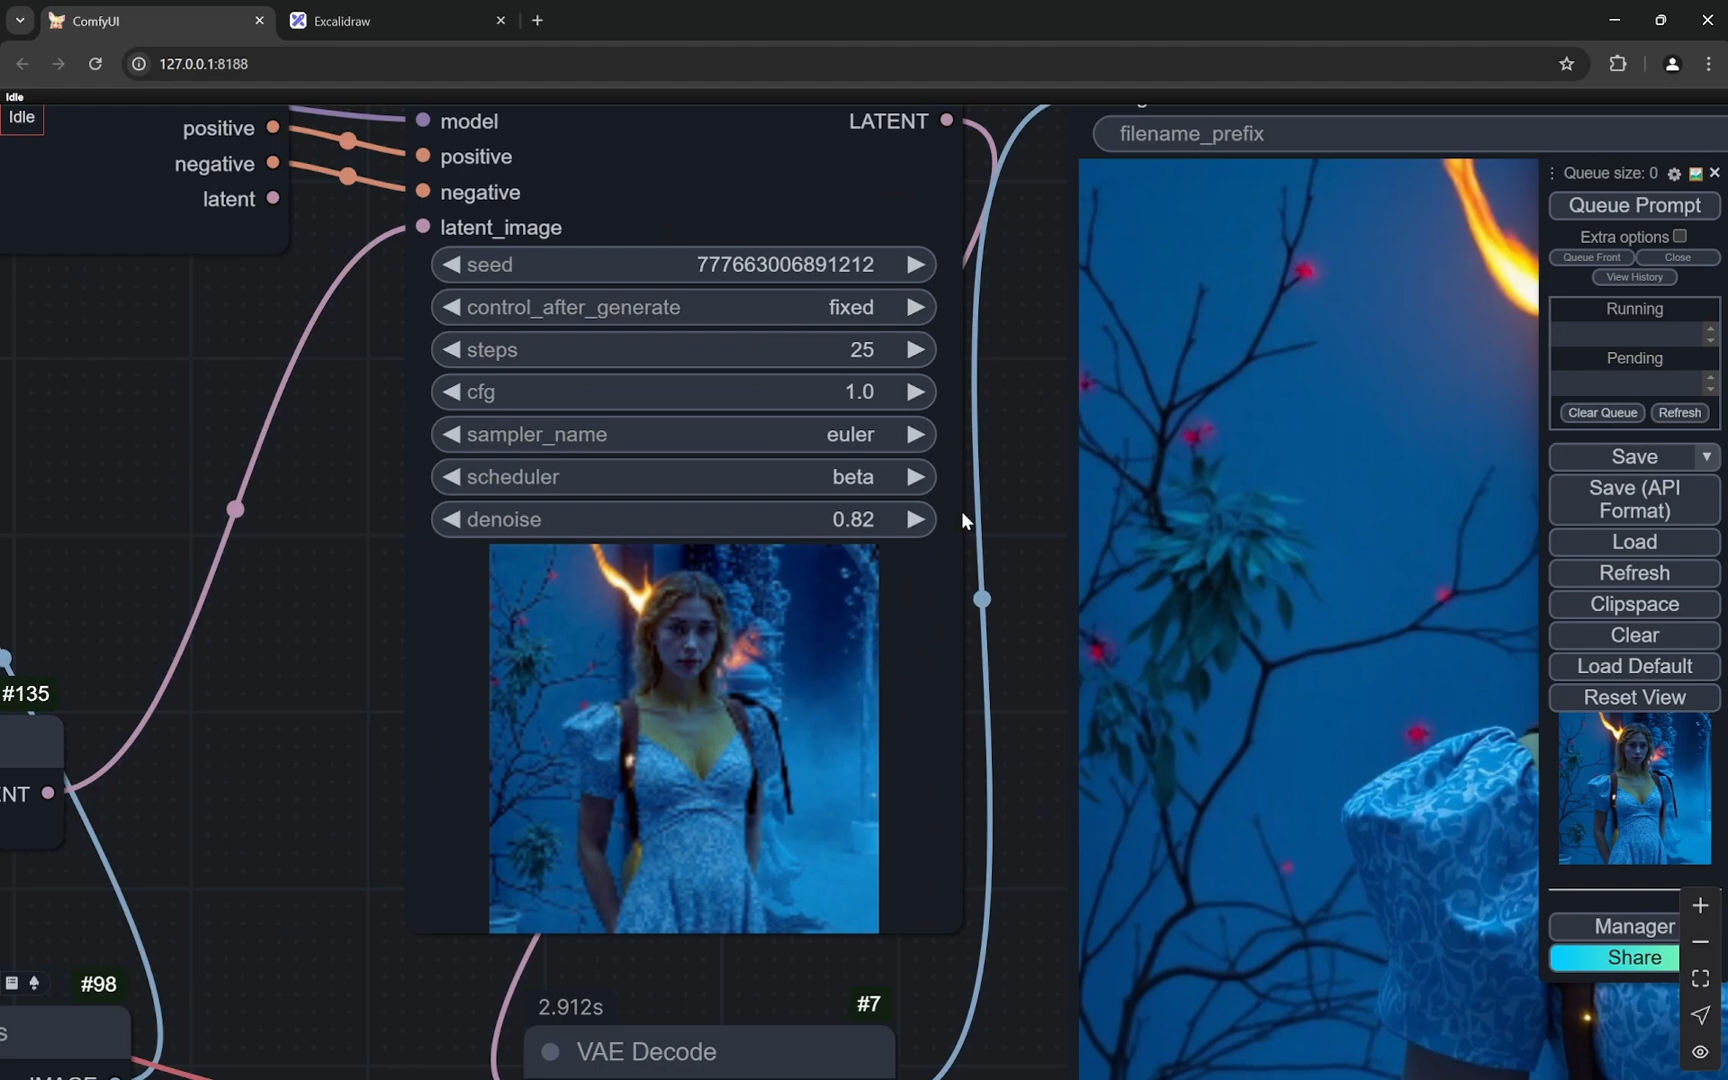 ComfyUI
Excalidraw
127.0.0.1:8188
Idle
Idle
positive
negative
latent
model
positive
negative
latent_image
LATENT
seed 777663006891212
control_after_generate fixed
steps 25
cfg 1.0
sampler_name euler
scheduler beta
denoise 0.82
#135
ENT
#98
s
IMAGE
2.912s
#7
VAE Decode
filename_prefix
Queue size: 0
Queue Prompt
Extra options
Queue Front
Close
View History
Running
Pending
Clear Queue
Refresh
Save
Save (API
Format)
Load
Refresh
Clipspace
Clear
Load Default
Reset View
Manager
Share